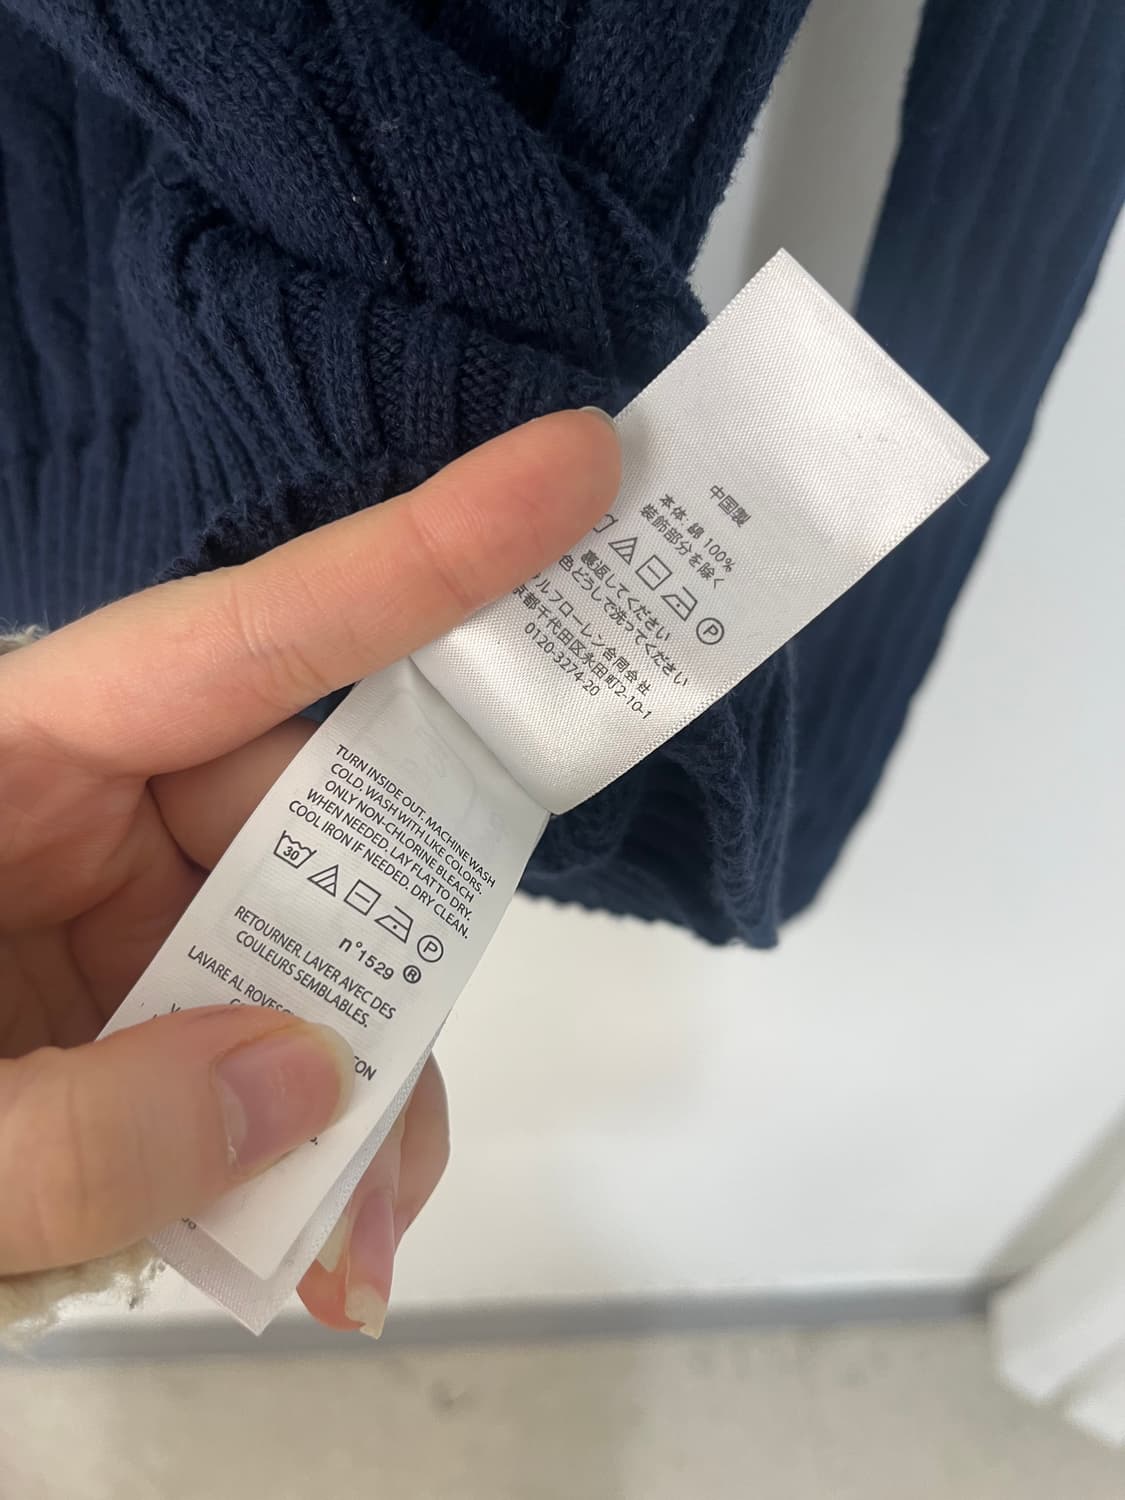 中国製
本体 綿 100%
装飾部分を除く
P
裏返してください
色どうしで洗ってください
ルフローレン合同会社
京都千代田区永田町2-10-1
0120-3274-20
TURN INSIDE OUT. MACHINE WASH
COLD, WASH WITH LIKE COLORS.
ONLY NON-CHLORINE BLEACH
WHEN NEEDED. LAY FLAT TO DRY.
COOL IRON IF NEEDED. DRY CLEAN.
30
P
n°1529 ®
RETOURNER. LAVER AVEC DES
COULEURS SEMBLABLES.
LAVARE AL